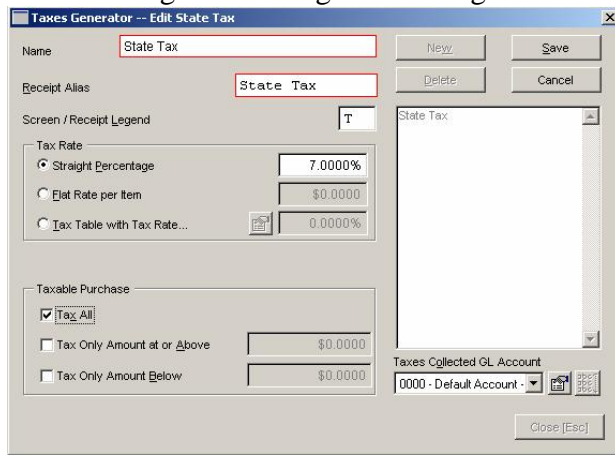 Taxes Generator -- Edit State Tax
Name State Tax
New Save
Receipt Alias State Tax
Delete Cancel
Screen / Receipt Legend T
State Tax
Tax Rate
Straight Percentage 7.0000%
Flat Rate per Item $0.0000
Tax Table with Tax Rate... 0.0000%
Taxable Purchase
Tax All
Tax Only Amount at or Above $0.0000
Tax Only Amount Below $0.0000
Taxes Collected GL Account
0000 - Default Account -
Close [Esc]